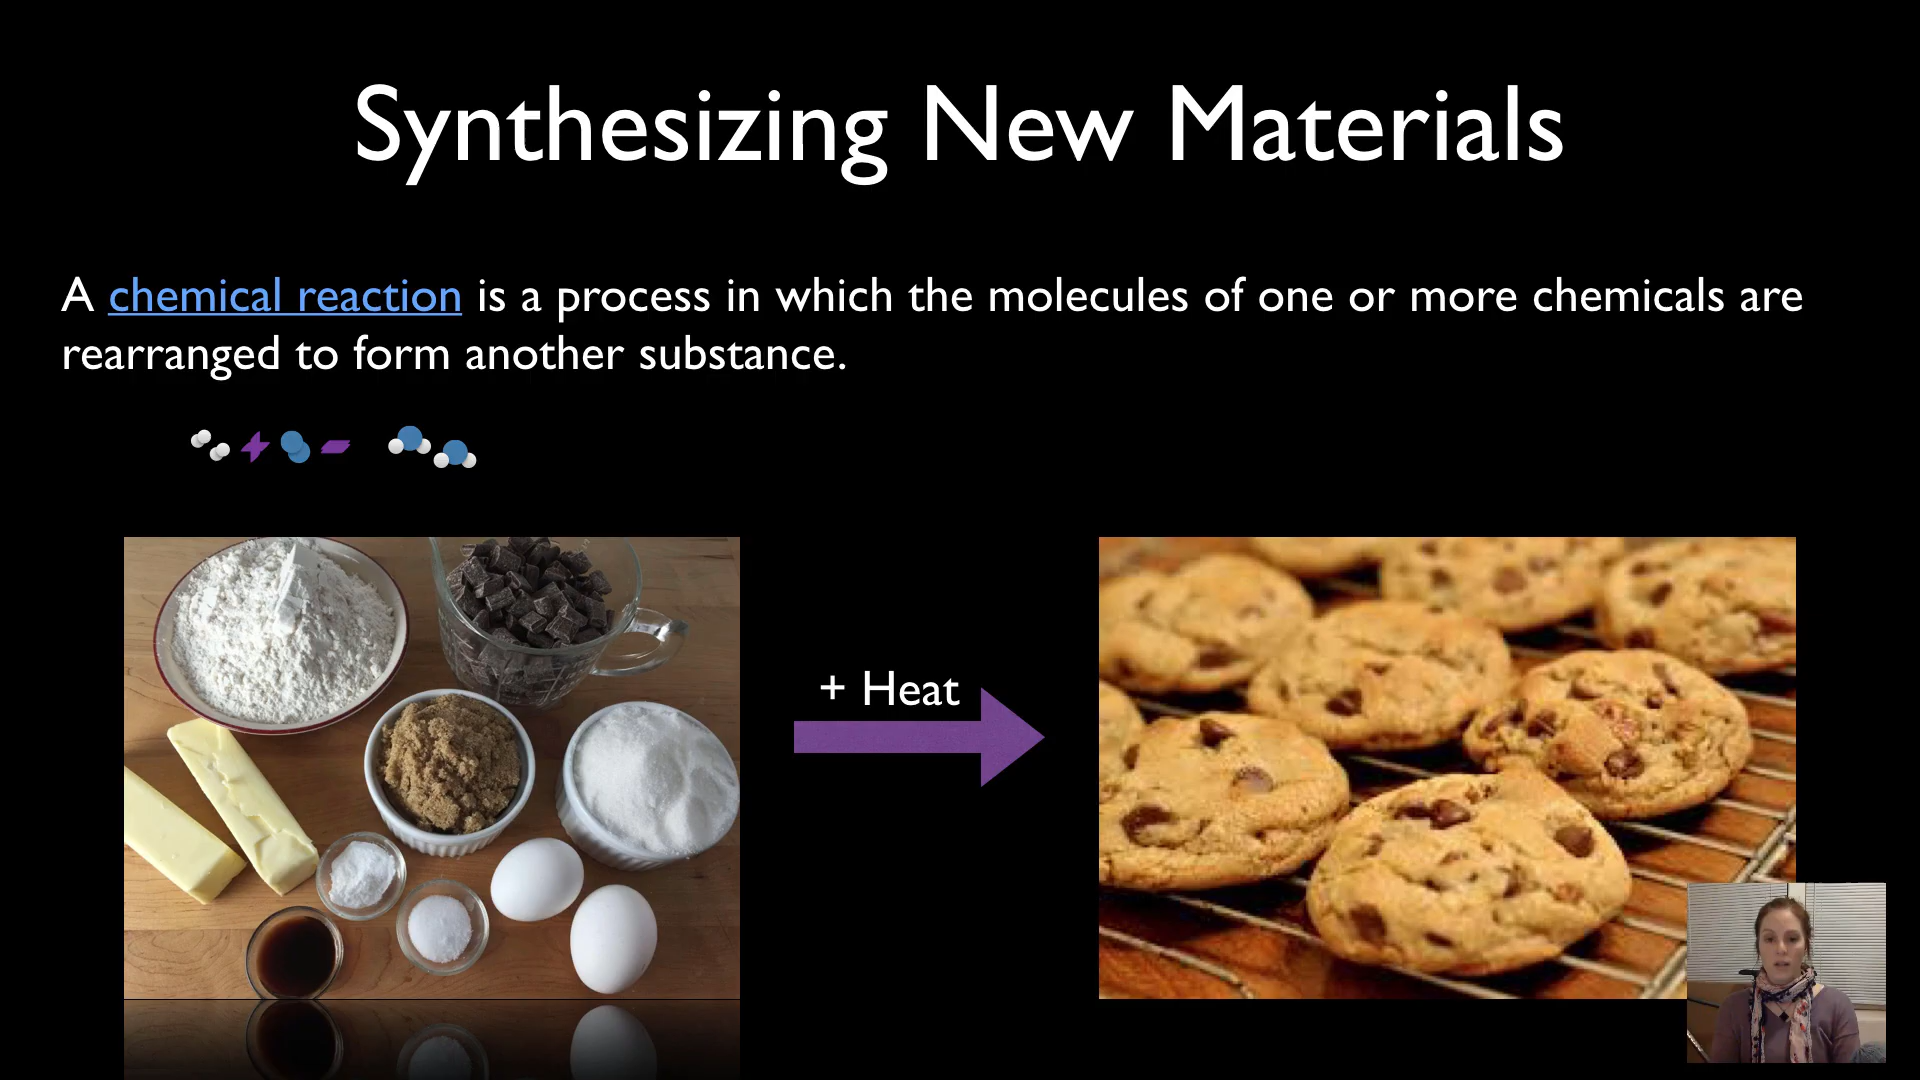 Synthesizing New Materials
A chemical reaction is a process in which the molecules of one or more chemicals are
rearranged to form another substance.
+ Heat